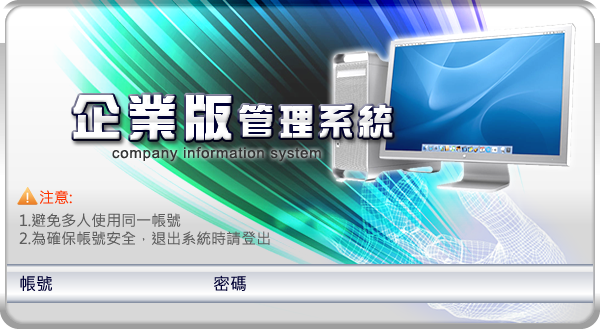 企業版管理系統
company information system
注意:
1.避免多人使用同一帳號
2.為確保帳號安全，退出系統時請登出
帳號 密碼